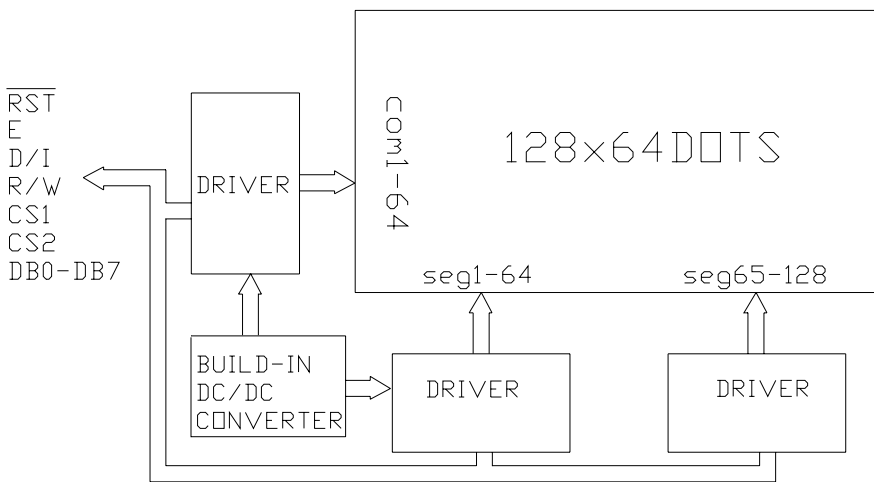 RST
E
D/I
R/W
CS1
CS2
DB0-DB7
DRIVER
com1-64
128x64DOTS
seg1-64
seg65-128
BUILD-IN
DC/DC
CONVERTER
DRIVER
DRIVER